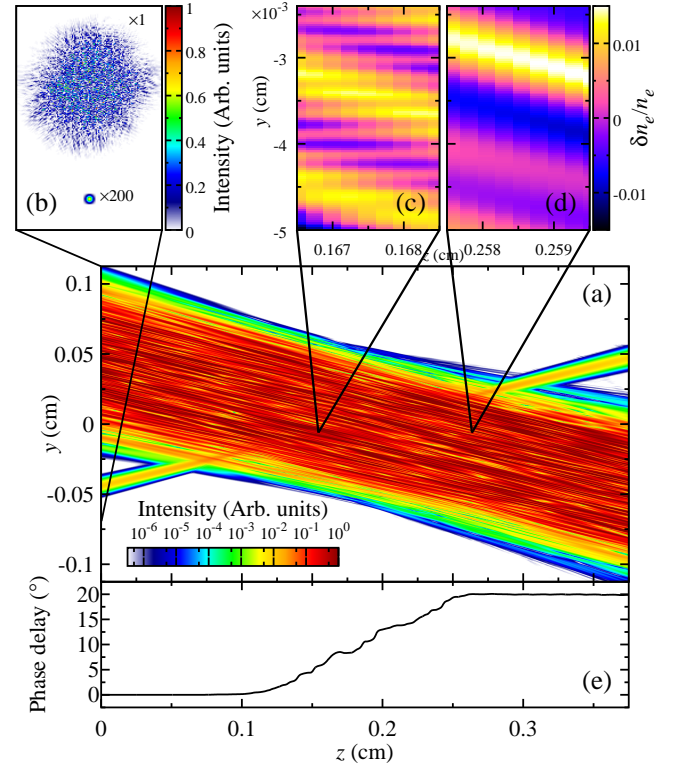 ×1
(b)
×200
1
0.8
0.6
0.4
0.2
0
Intensity (Arb. units)
×10⁻³
-3
-4
-5
y (cm)
(c)
0.167
0.168
z (cm)
(d)
0.258
0.259
0.01
0
-0.01
δnₑ/nₑ
(a)
0.1
0.05
0
-0.05
-0.1
y (cm)
Intensity (Arb. units)
10⁻⁶ 10⁻⁵ 10⁻⁴ 10⁻³ 10⁻² 10⁻¹ 10⁰
20
15
10
5
0
Phase delay (°)
(e)
0 0.1 0.2 0.3
z (cm)